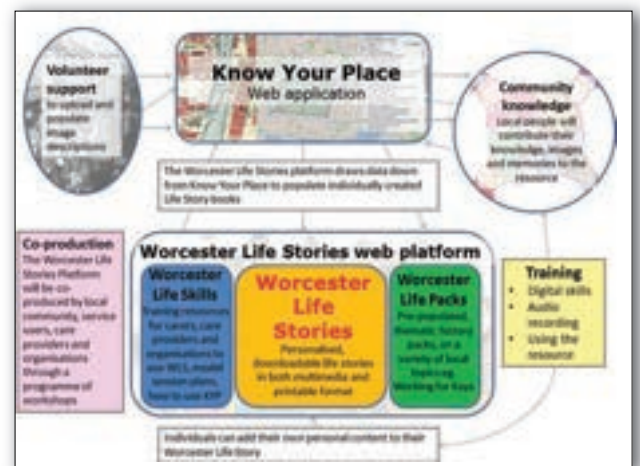 Volunteer
support
to upload and
populate
image
descriptions
Know Your Place
Web application
Community
knowledge
Local people will
contribute their
knowledge, images
and memories to the
resource
The Worcester Life Stories platform draws data down
from Know Your Place to populate individually created
Life Story books
Co-production
The Worcester Life
Stories Platform
will be co-
produced by local
community, service
users, care
providers and
organisations
through a
programme of
workshops
Worcester Life Stories web platform
Worcester
Life Skills
Training resources
for carers, care
providers and
organisations to
use WLS, model
session plans,
how to use KYP
Worcester
Life
Stories
Personalised,
downloadable life stories
in both multimedia and
printable format
Worcester
Life Packs
Pre-populated,
thematic history
packs, on a
variety of local
topics eg.
Working for Kays
Training
• Digital skills
• Audio
recording
• Using the
resource
Individuals can add their own personal content to their
Worcester Life Story